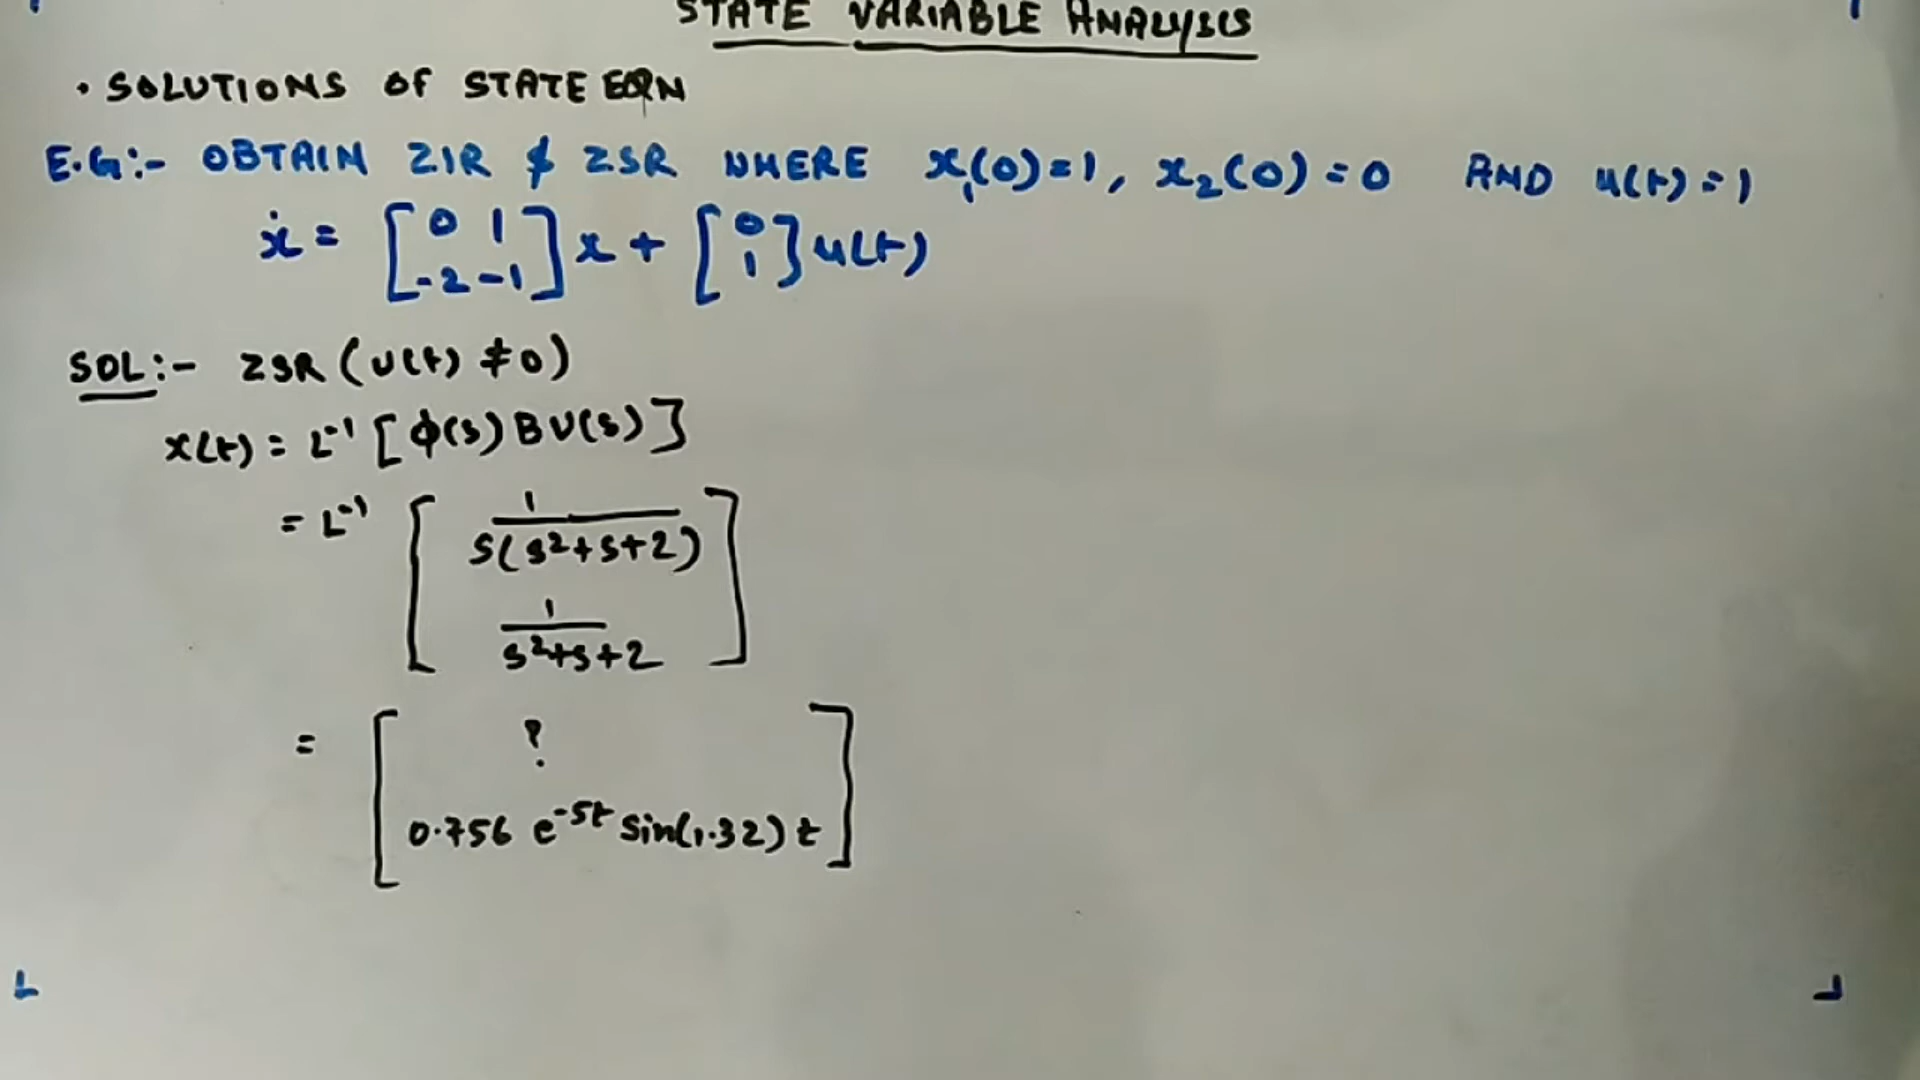 STATE VARIABLE ANALYSIS
• SOLUTIONS OF STATE EQN
E.G:- OBTAIN ZIR & ZSR WHERE x₁(0)=1, x₂(0)=0 AND u(t)=1
ẋ = [0 1; -2 -1] x + [0; 1] u(t)
SOL:- ZSR (U(t) ≠ 0)
x(t) = L⁻¹ [ϕ(s) B U(s)]
= L⁻¹ [1/(s(s²+s+2)); 1/(s²+s+2)]
= [?; 0.756 e^(-5t) sin(1.32) t]